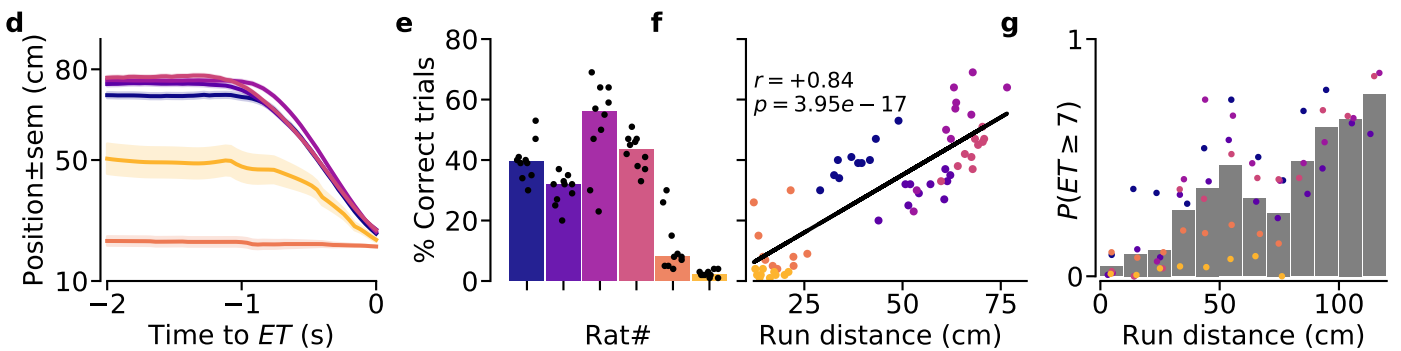 d
Position±sem (cm)
80
50
10
−2
−1
0
Time to ET (s)
e
% Correct trials
80
60
40
20
0
Rat#
f
r = +0.84
p = 3.95e − 17
25
50
75
Run distance (cm)
g
P(ET ≥ 7)
1
0
0
50
100
Run distance (cm)